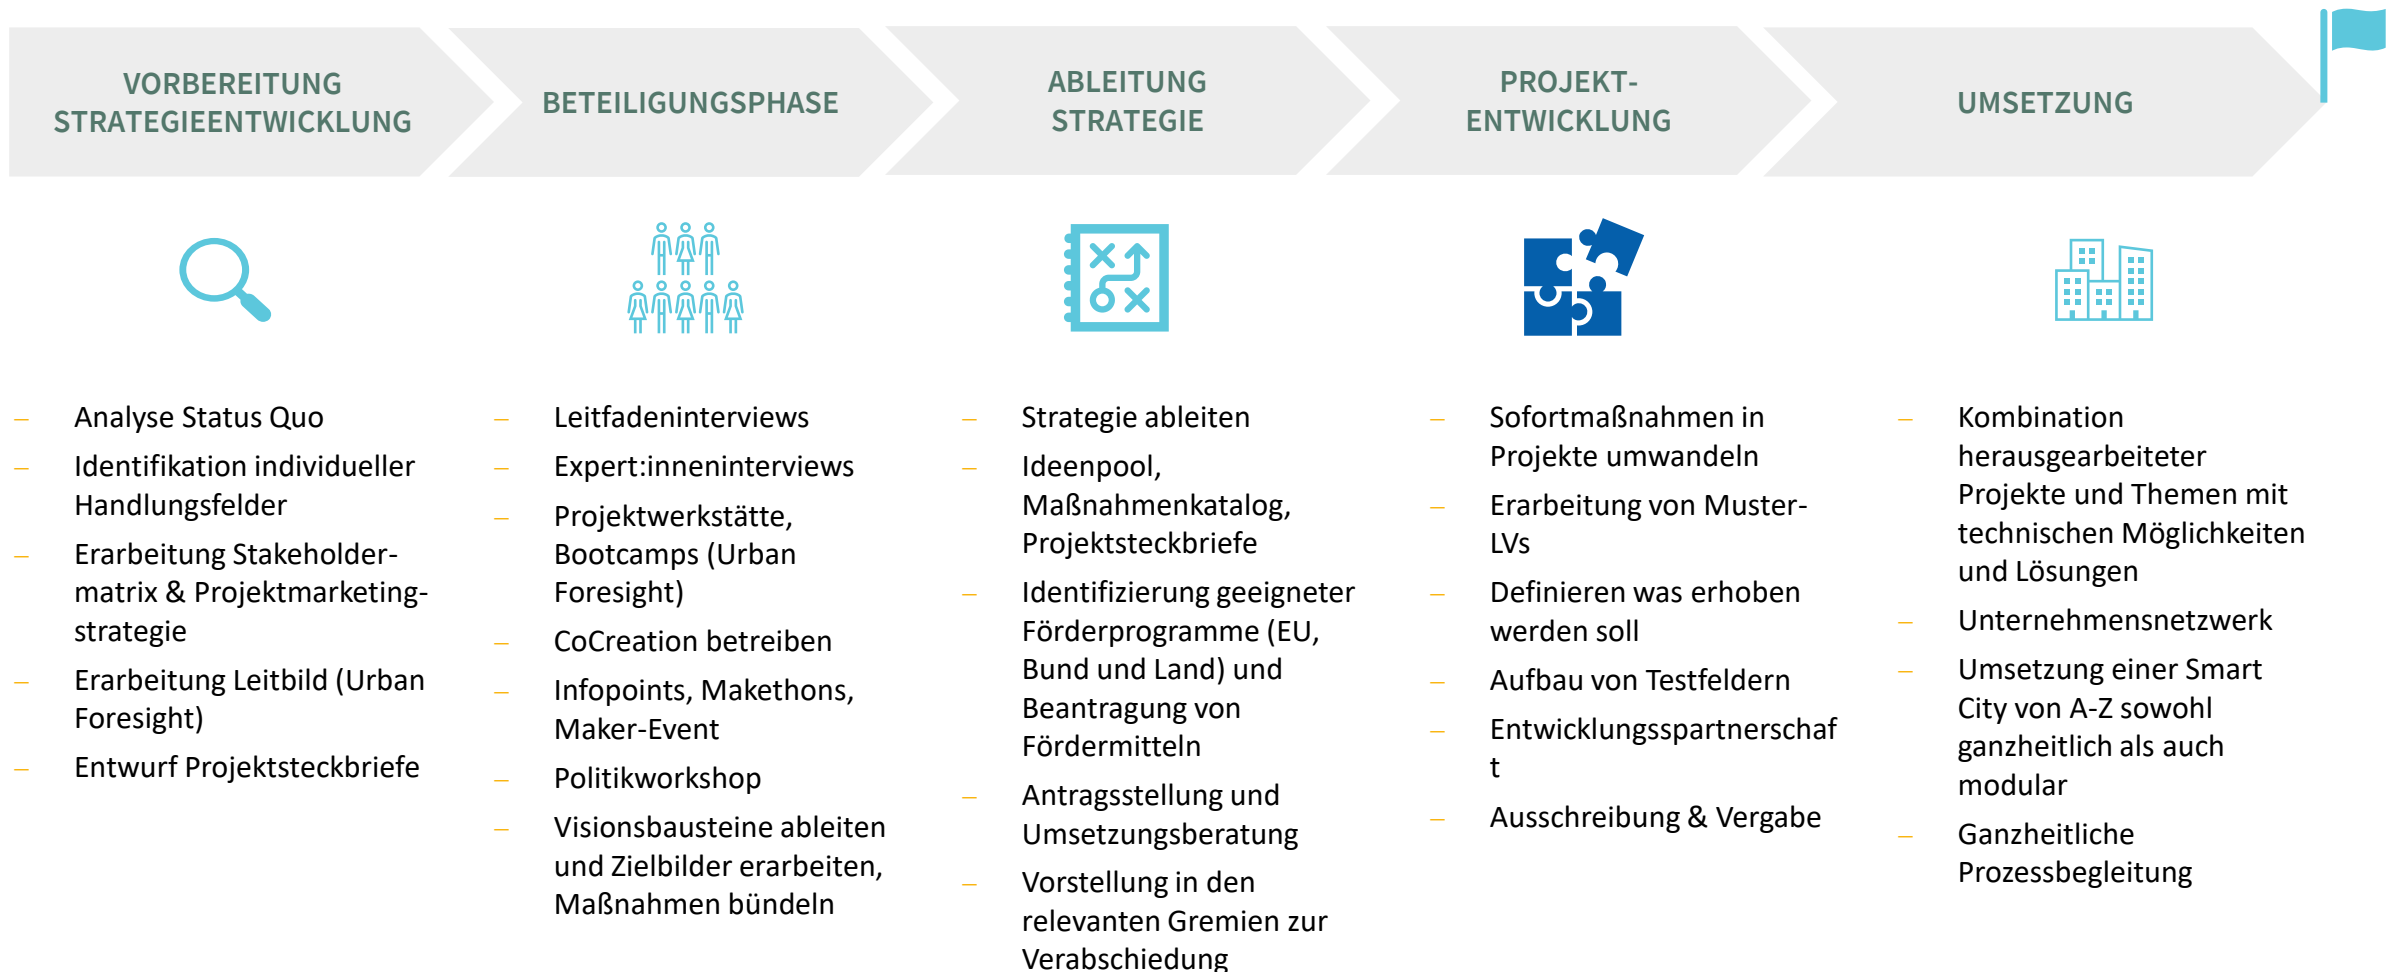 VORBEREITUNG
STRATEGIEENTWICKLUNG
BETEILIGUNGSPHASE
ABLEITUNG
STRATEGIE
PROJEKT-
ENTWICKLUNG
UMSETZUNG
– Analyse Status Quo
– Identifikation individueller
Handlungsfelder
– Erarbeitung Stakeholder-
matrix & Projektmarketing-
strategie
– Erarbeitung Leitbild (Urban
Foresight)
– Entwurf Projektsteckbriefe
– Leitfadeninterviews
– Expert:inneninterviews
– Projektwerkstätte,
Bootcamps (Urban
Foresight)
– CoCreation betreiben
– Infopoints, Makethons,
Maker-Event
– Politikworkshop
– Visionsbausteine ableiten
und Zielbilder erarbeiten,
Maßnahmen bündeln
– Strategie ableiten
– Ideenpool,
Maßnahmenkatalog,
Projektsteckbriefe
– Identifizierung geeigneter
Förderprogramme (EU,
Bund und Land) und
Beantragung von
Fördermitteln
– Antragsstellung und
Umsetzungsberatung
– Vorstellung in den
relevanten Gremien zur
Verabschiedung
– Sofortmaßnahmen in
Projekte umwandeln
– Erarbeitung von Muster-
LVs
– Definieren was erhoben
werden soll
– Aufbau von Testfeldern
– Entwicklungsspartnerschaf
t
– Ausschreibung & Vergabe
– Kombination
herausgearbeiteter
Projekte und Themen mit
technischen Möglichkeiten
und Lösungen
– Unternehmensnetzwerk
– Umsetzung einer Smart
City von A-Z sowohl
ganzheitlich als auch
modular
– Ganzheitliche
Prozessbegleitung